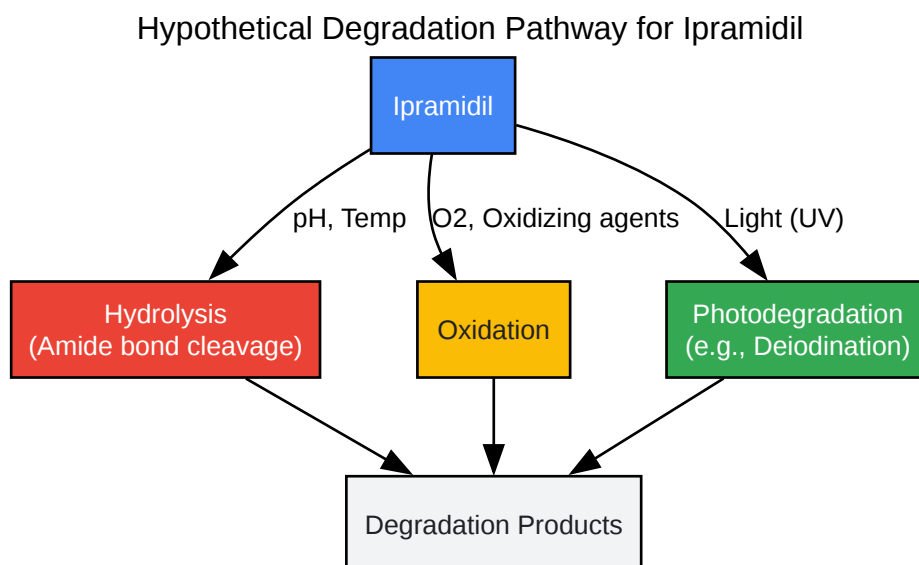 Hypothetical Degradation Pathway for Ipramidil
Ipramidil
pH, Temp
O2, Oxidizing agents
Light (UV)
Hydrolysis
(Amide bond cleavage)
Oxidation
Photodegradation
(e.g., Deiodination)
Degradation Products